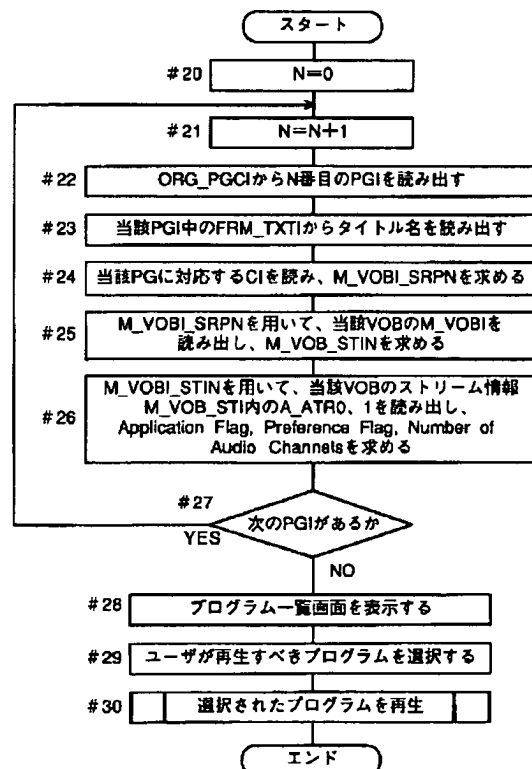 スタート
#20 N=0
#21 N=N+1
#22 ORG_PGCIからN番目のPGIを読み出す
#23 当該PGI中のFRM_TXTIからタイトル名を読み出す
#24 当該PGに対応するCIを読み、M_VOBI_SRPNを求める
#25 M_VOBI_SRPNを用いて、当該VOBのM_VOBIを
読み出し、M_VOB_STINを求める
#26 M_VOBI_STINを用いて、当該VOBのストリーム情報
M_VOB_STI内のA_ATR0、1を読み出し、
Application Flag, Preference Flag, Number of
Audio Channelsを求める
#27
次のPGIがあるか
YES
NO
#28 プログラム一覧画面を表示する
#29 ユーザが再生すべきプログラムを選択する
#30 選択されたプログラムを再生
エンド